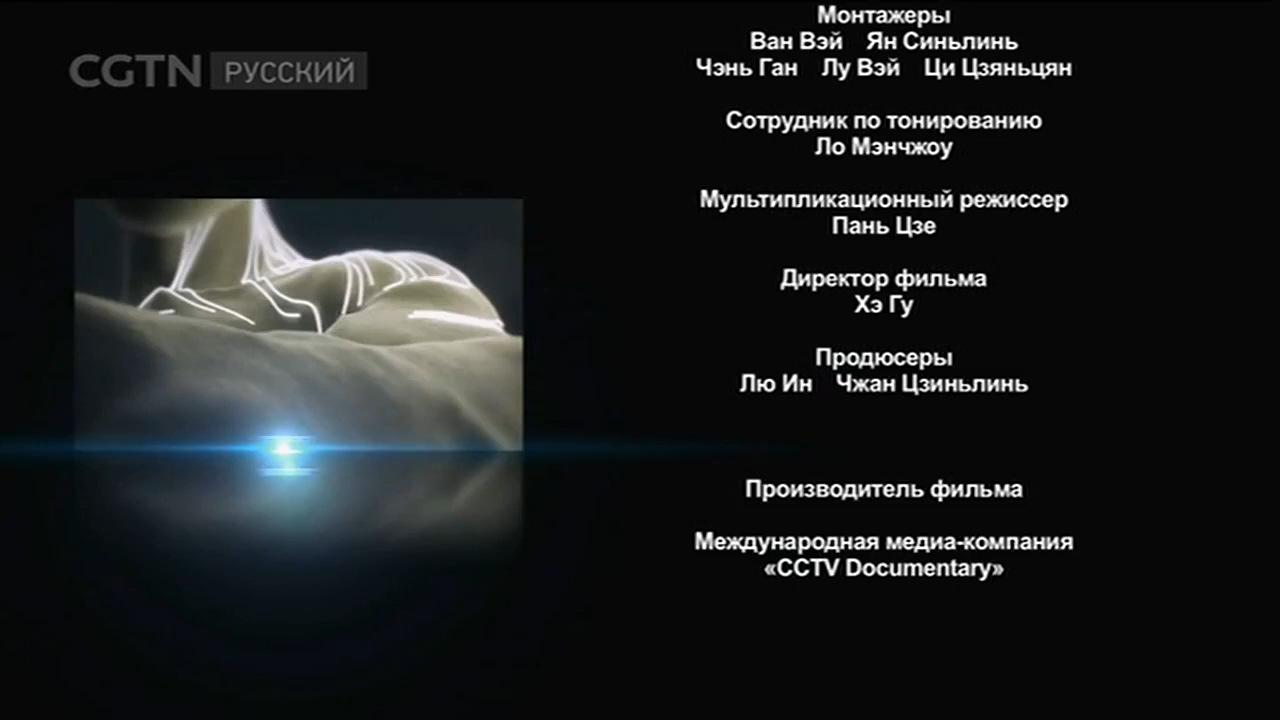 CGTN РУССКИЙ
Монтажеры
Ван Вэй Ян Синьлинь
Чэнь Ган Лу Вэй Ци Цзяньцян
Сотрудник по тонированию
Ло Мэнчжоу
Мультипликационный режиссер
Пань Цзе
Директор фильма
Хэ Гу
Продюсеры
Лю Ин Чжан Цзиньлинь
Производитель фильма
Международная медиа-компания
«CCTV Documentary»